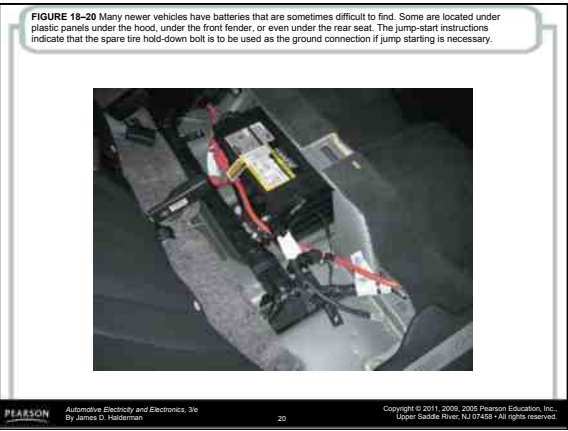 FIGURE 18–20 Many newer vehicles have batteries that are sometimes difficult to find. Some are located under
plastic panels under the hood, under the front fender, or even under the rear seat. The jump-start instructions
indicate that the spare tire hold-down bolt is to be used as the ground connection if jump starting is necessary.
PEARSON
Automotive Electricity and Electronics, 3/e
By James D. Halderman
20
Copyright © 2011, 2009, 2005 Pearson Education, Inc.,
Upper Saddle River, NJ 07458 • All rights reserved.